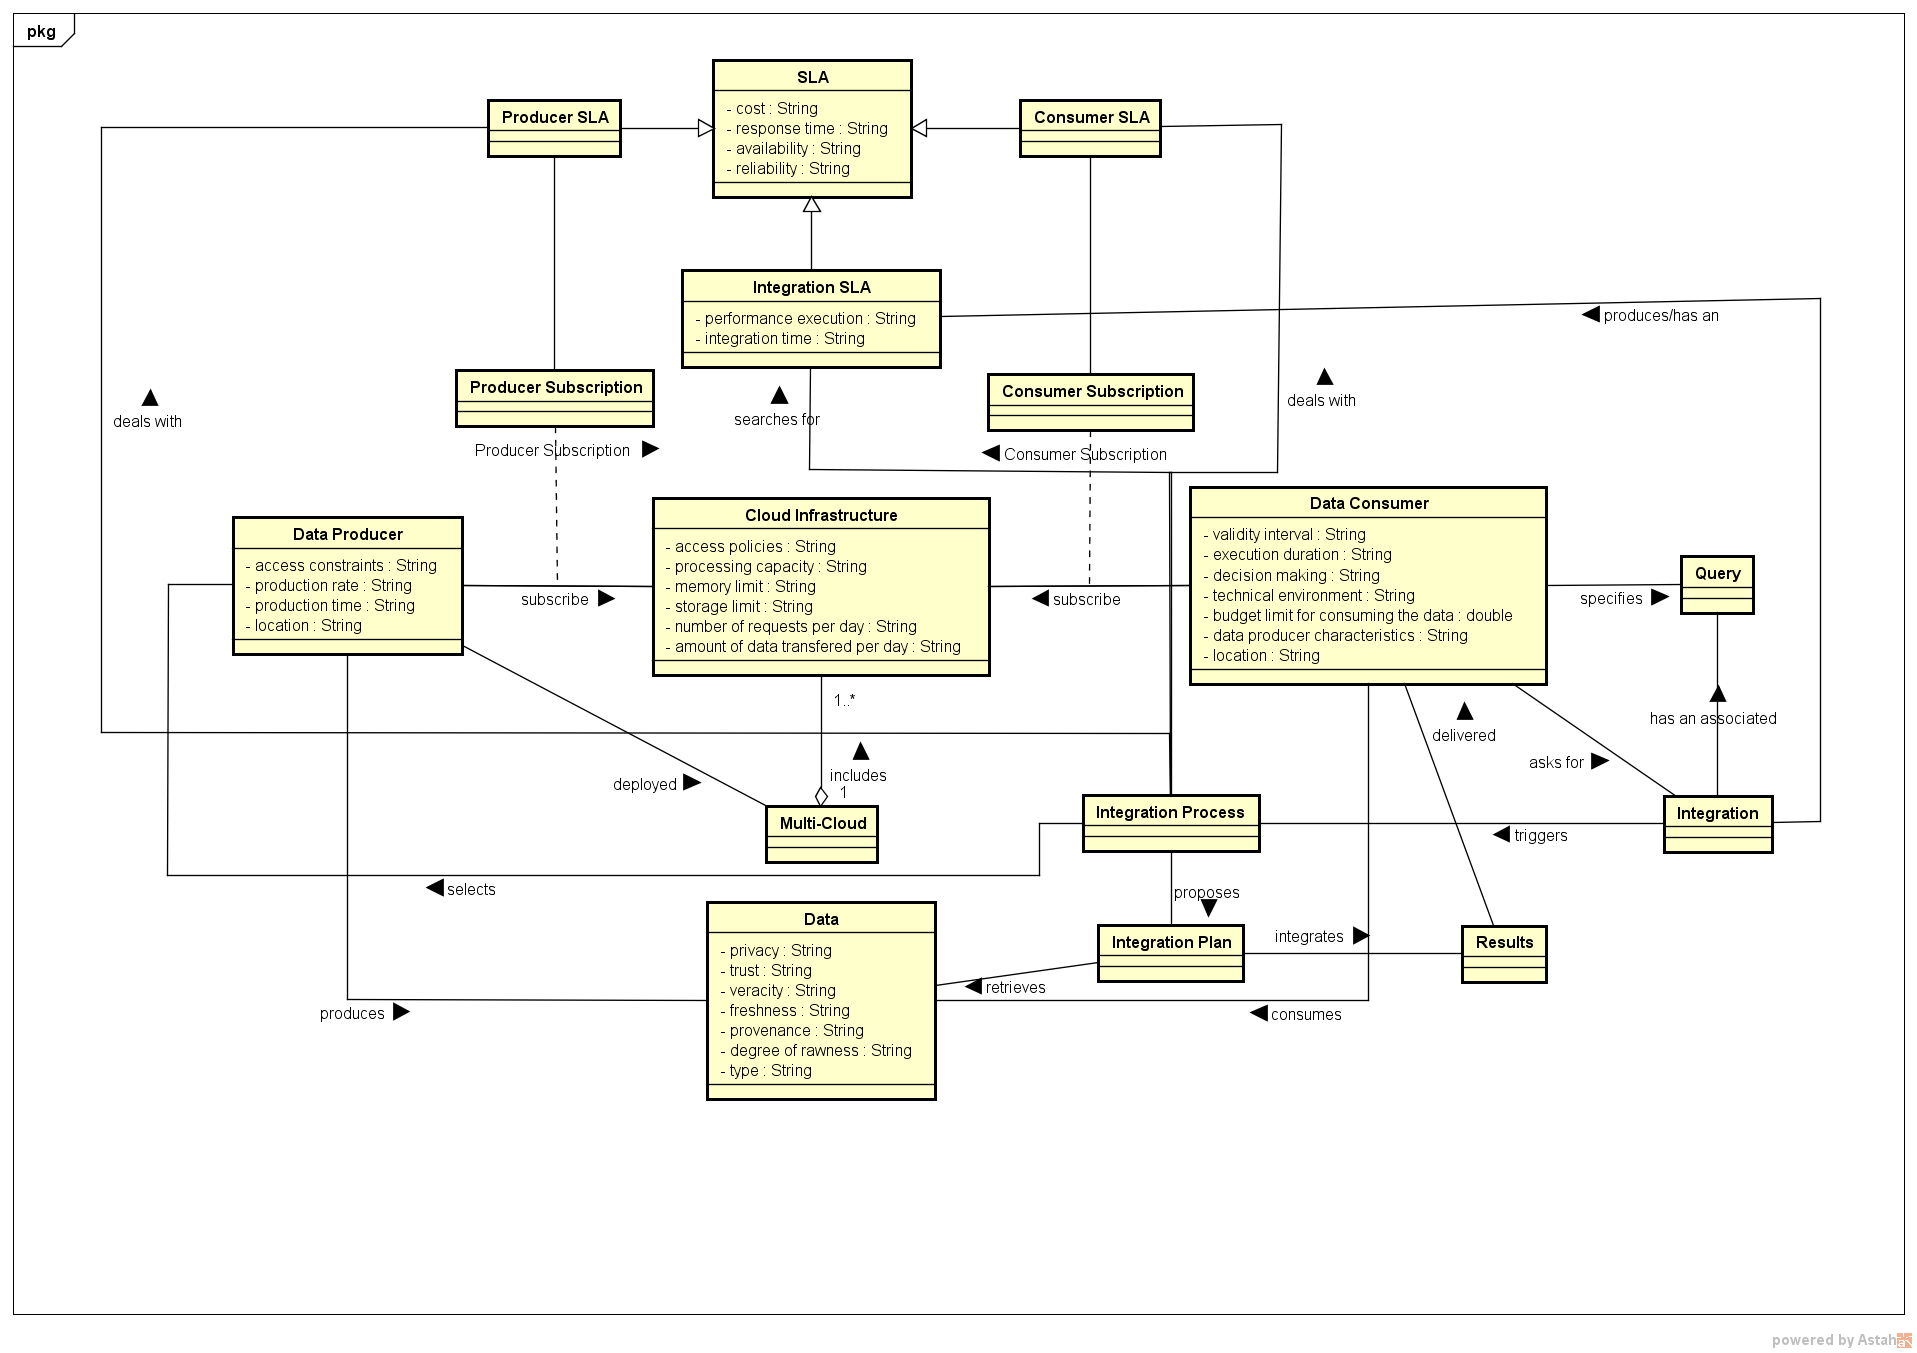 pkg
SLA
- cost : String
- response time : String
- availability : String
- reliability : String
Producer SLA
Consumer SLA
Integration SLA
- performance execution : String
- integration time : String
produces/has an
Producer Subscription
Consumer Subscription
deals with
searches for
deals with
Producer Subscription
Consumer Subscription
Data Producer
- access constraints : String
- production rate : String
- production time : String
- location : String
subscribe
Cloud Infrastructure
- access policies : String
- processing capacity : String
- memory limit : String
- storage limit : String
- number of requests per day : String
- amount of data transfered per day : String
subscribe
Data Consumer
- validity interval : String
- execution duration : String
- decision making : String
- technical environment : String
- budget limit for consuming the data : double
- data producer characteristics : String
- location : String
specifies
Query
1..*
has an associated
delivered
asks for
deployed
includes
1
Multi-Cloud
Integration Process
Integration
triggers
selects
proposes
Data
- privacy : String
- trust : String
- veracity : String
- freshness : String
- provenance : String
- degree of rawness : String
- type : String
Integration Plan
integrates
Results
retrieves
produces
consumes
powered by Astah